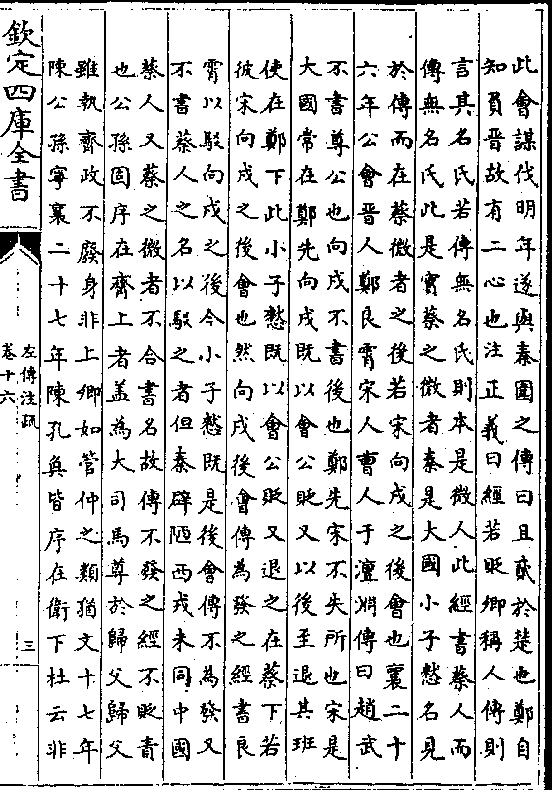 此會謀伐明年遂與秦圍之傳曰且貳於楚也鄭自
知負晉故有二心也注正義曰經若貶卿稱人傳則
言其名氏若傳無名氏則本是微人此經書蔡人而
傳無名氏此是實蔡之微者秦是大國小子憖名見
於傳而在蔡微者之後若宋向戌之後會也襄二十
六年公會晉人鄭良霄宋人曹人于澶淵傳曰趙武
不書尊公也向戌不書後也鄭先宋不失所也宋是
大國常在鄭先向戌既以會公貶又以後至退其班
使在鄭下此小子憖既以會公貶又退之在蔡下若
彼宋向戌之後會也然向戌後會傳為發之經書良
霄以駁向戌之後今小子憖既是後會傳不為發又
不書蔡人之名以駁之者但秦辟陋西戎未同中國
蔡人又蔡之微者不合書名故傳不發之經不貶責
也公孫固序在齊上者蓋為大司馬尊於歸父歸父
雖執齊政不廢身非上卿如管仲之類猶文十七年
陳公孫寧襄二十七年陳孔奐皆序在衛下杜云非
欽定四庫全書
左傳注疏
卷十六
三